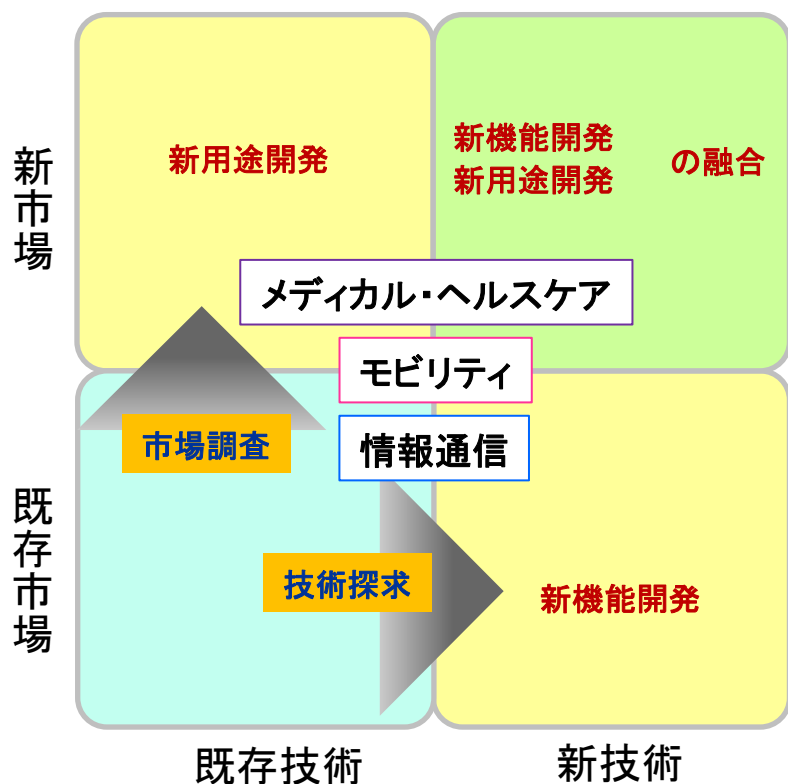 新市場
新用途開発
新機能開発
新用途開発
の融合
メディカル・ヘルスケア
モビリティ
市場調査
情報通信
既存市場
技術探求
新機能開発
既存技術
新技術